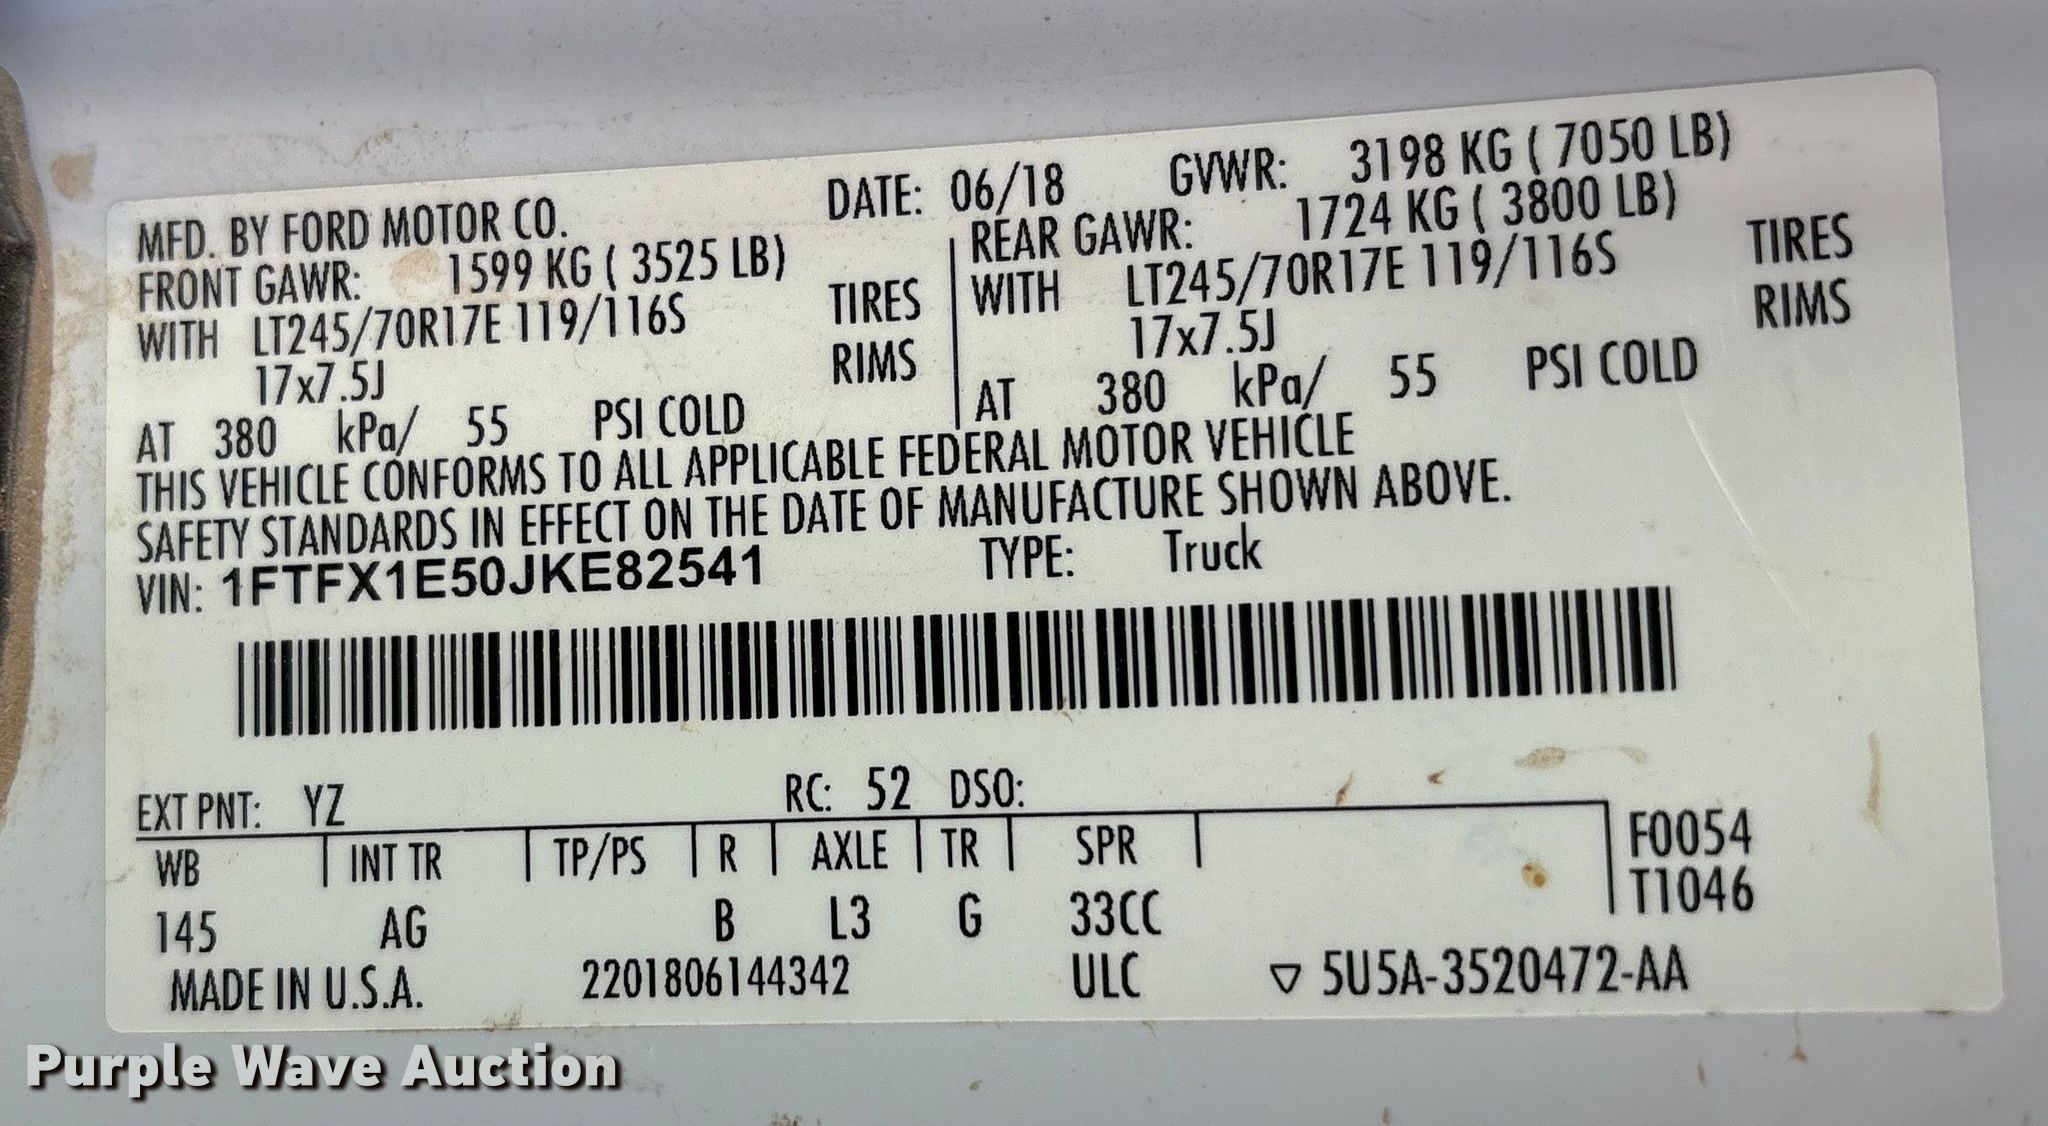 MFD. BY FORD MOTOR CO. DATE: 06/18 GVWR: 3198 KG ( 7050 LB)
FRONT GAWR: 1599 KG ( 3525 LB) REAR GAWR: 1724 KG ( 3800 LB)
WITH LT245/70R17E 119/116S TIRES WITH LT245/70R17E 119/116S TIRES
17x7.5J RIMS 17x7.5J RIMS
AT 380 kPa/ 55 PSI COLD AT 380 kPa/ 55 PSI COLD
THIS VEHICLE CONFORMS TO ALL APPLICABLE FEDERAL MOTOR VEHICLE
SAFETY STANDARDS IN EFFECT ON THE DATE OF MANUFACTURE SHOWN ABOVE.
VIN: 1FTFX1E50JKE82541 TYPE: Truck
EXT PNT: YZ RC: 52 DSO:
WB INT TR TP/PS R AXLE TR SPR F0054
145 AG B L3 G 33CC T1046
MADE IN U.S.A. 2201806144342 ULC ▽ 5U5A-3520472-AA
Purple Wave Auction